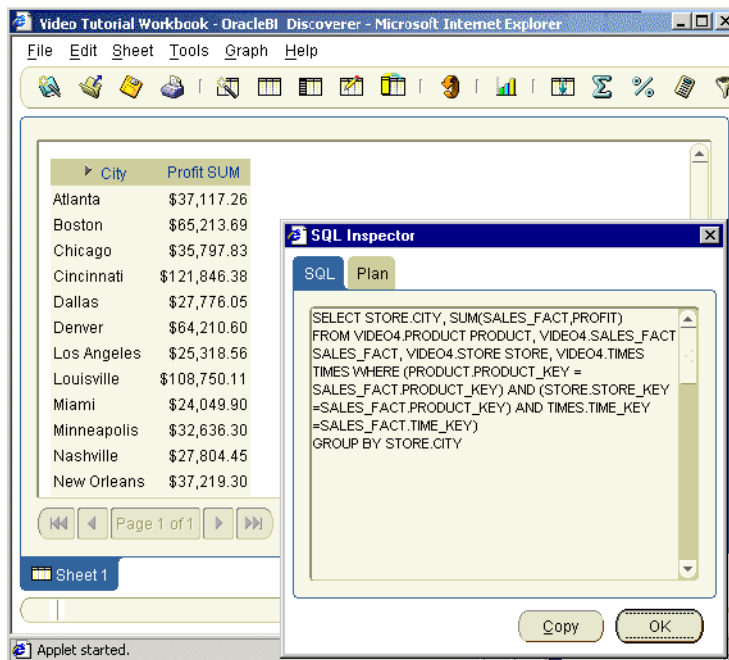 Video Tutorial Workbook - OracleBI Discoverer - Microsoft Internet Explorer
File Edit Sheet Tools Graph Help
City Profit SUM
Atlanta $37,117.26
Boston $65,213.69
Chicago $35,797.83
Cincinnati $121,846.38
Dallas $27,776.05
Denver $64,210.60
Los Angeles $25,318.56
Louisville $108,750.11
Miami $24,049.90
Minneapolis $32,636.30
Nashville $27,804.45
New Orleans $37,219.30
Page 1 of 1
Sheet 1
Applet started.
SQL Inspector
SQL Plan
SELECT STORE.CITY, SUM(SALES_FACT,PROFIT)
FROM VIDEO4.PRODUCT PRODUCT, VIDEO4.SALES_FACT
SALES_FACT, VIDEO4.STORE STORE, VIDEO4.TIMES
TIMES WHERE (PRODUCT.PRODUCT_KEY =
SALES_FACT.PRODUCT_KEY) AND (STORE.STORE_KEY
=SALES_FACT.PRODUCT_KEY) AND TIMES.TIME_KEY
=SALES_FACT.TIME_KEY)
GROUP BY STORE.CITY
Copy OK